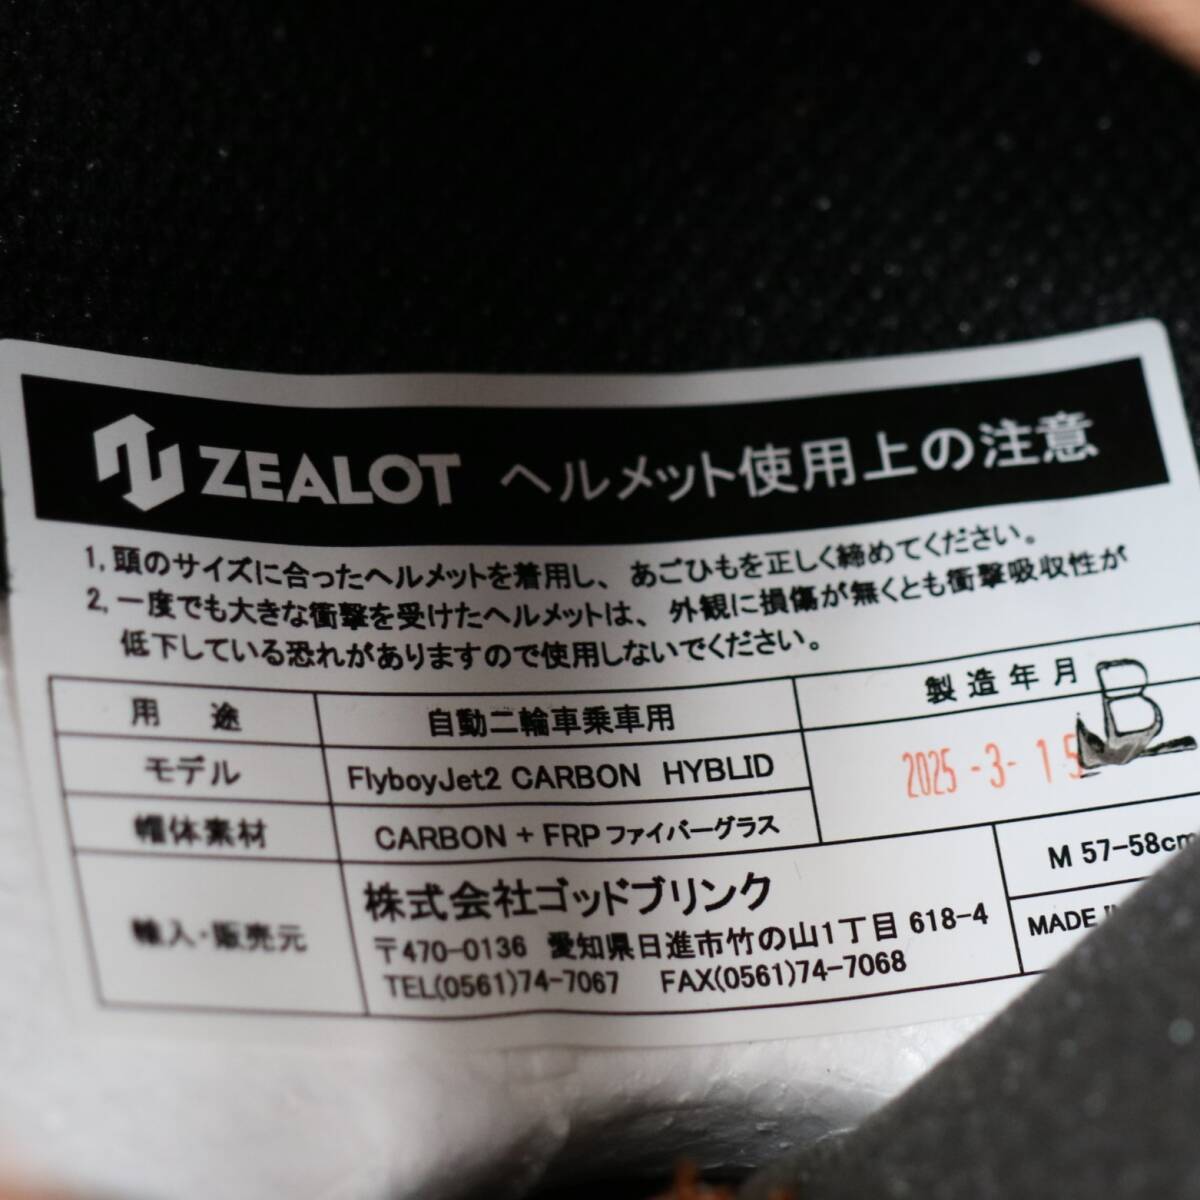 ZEALOT ヘルメット使用上の注意
1,頭のサイズに合ったヘルメットを着用し、あごひもを正しく締めてください。
2,一度でも大きな衝撃を受けたヘルメットは、外観に損傷が無くとも衝撃吸収性が
低下している恐れがありますので使用しないでください。
用途 自動二輪車乗車用 製造年月
モデル FlyboyJet2 CARBON HYBLID 2025-3-15 B
帽体素材 CARBON + FRPファイバーグラス
M 57-58cm
輸入・販売元 株式会社ゴッドブリンク
〒470-0136 愛知県日進市竹の山1丁目618-4
MADE
TEL(0561)74-7067 FAX(0561)74-7068